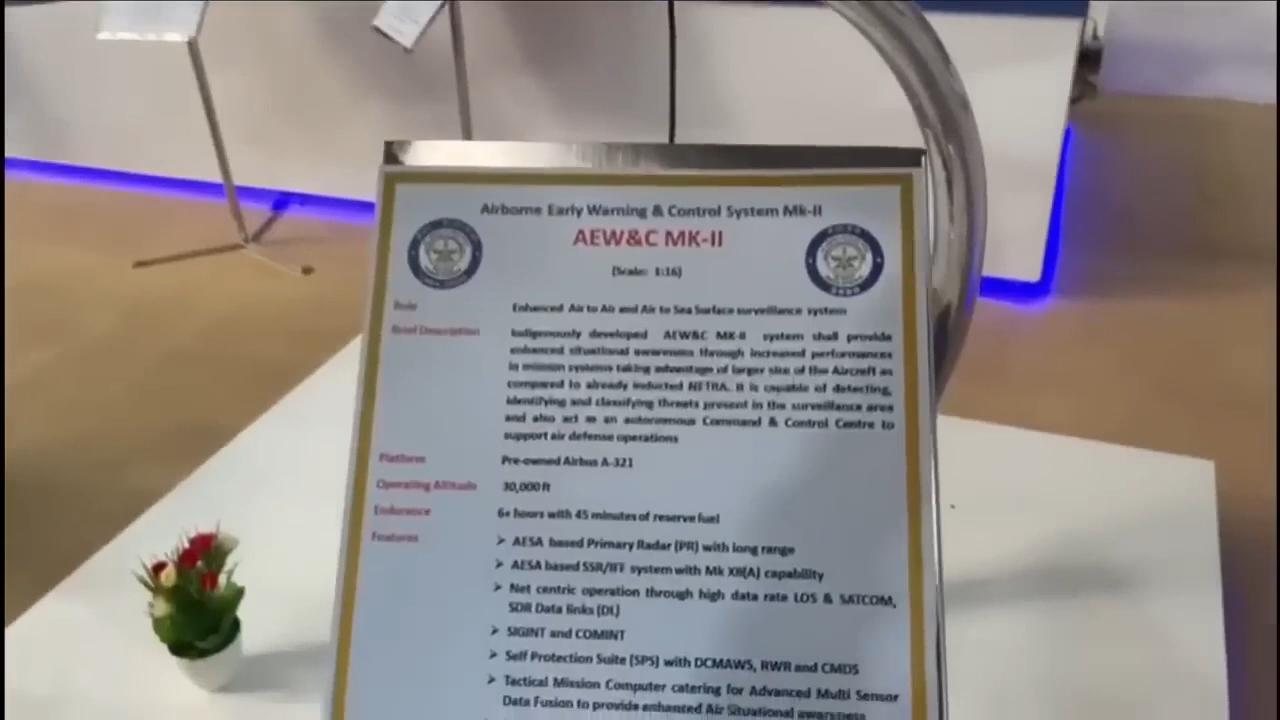 Airborne Early Warning & Control System Mk-II
AEW&C MK-II
(Scale: 1:16)
Role Enhanced Air to Air and Air to Sea Surface surveillance system
Brief Description Indigenously developed AEW&C MK-II system shall provide
enhanced situational awareness through increased performances
in mission systems taking advantage of larger size of the Aircraft as
compared to already inducted NETRA. It is capable of detecting,
identifying and classifying threats present in the surveillance area
and also act as an autonomous Command & Control Centre to
support air defense operations
Platform Pre-owned Airbus A-321
Operating Altitude 30,000 ft
Endurance 6+ hours with 45 minutes of reserve fuel
Features ➢ AESA based Primary Radar (PR) with long range
➢ AESA based SSR/IFF system with Mk XII(A) capability
➢ Net centric operation through high data rate LOS & SATCOM,
SDR Data links (DL)
➢ SIGINT and COMINT
➢ Self Protection Suite (SPS) with DCMAWS, RWR and CMDS
➢ Tactical Mission Computer catering for Advanced Multi Sensor
Data Fusion to provide enhanced Air Situational awareness